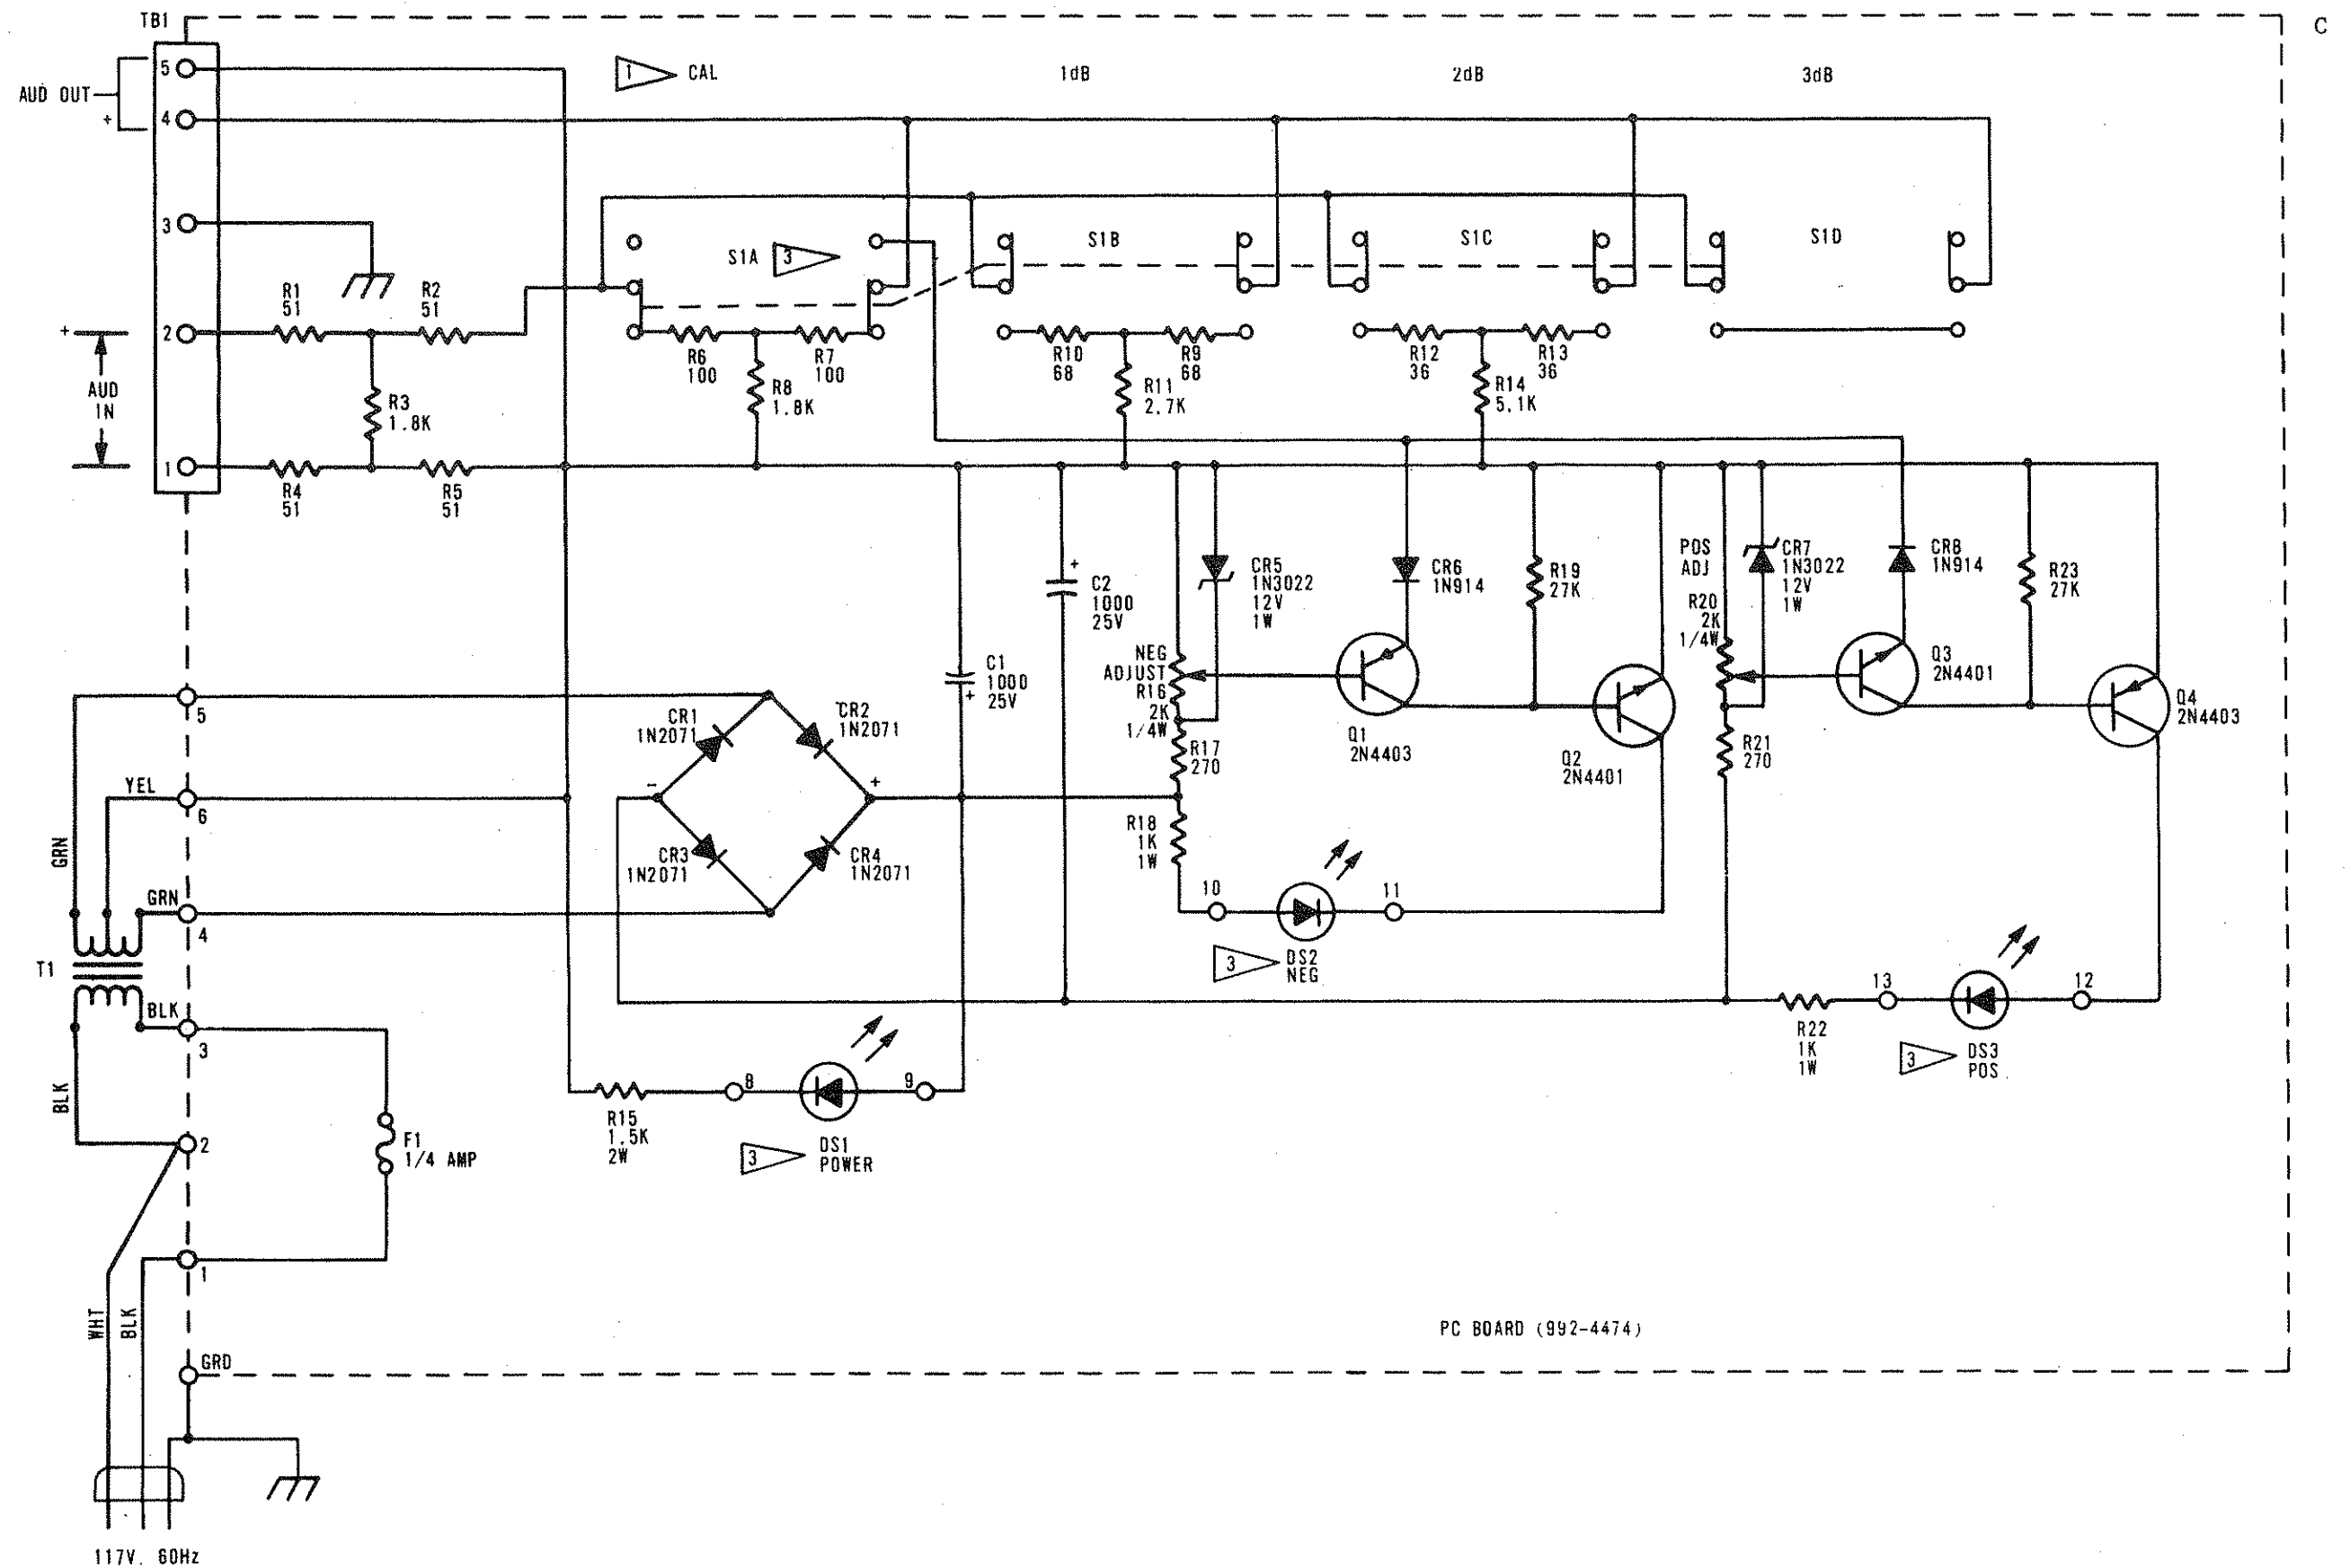 TB1
C
5
AUD OUT
+
4
1
CAL
1dB
2dB
3dB
3
S1A
3
S1B
S1C
S1D
R1
51
R2
51
+
2
AUD
IN
R3
1.8K
R6
100
R7
100
R8
1.8K
R10
68
R9
68
R11
2.7K
R12
36
R13
36
R14
5.1K
1
R4
51
R5
51
C2
1000
25V
+
CR5
1N3022
12V
1W
CR6
1N914
R19
27K
POS
ADJ
R20
2K
1/4W
CR7
1N3022
12V
1W
CR8
1N914
R23
27K
C1
1000
25V
+
NEG
ADJUST
R16
2K
1/4W
Q1
2N4403
Q2
2N4401
Q3
2N4401
Q4
2N4403
5
CR1
1N2071
CR2
1N2071
R17
270
R21
270
YEL
6
-
+
GRN
CR3
1N2071
CR4
1N2071
R18
1K
1W
GRN
4
10
11
3
DS2
NEG
T1
BLK
3
13
12
R22
1K
1W
3
DS3
POS
BLK
2
8
9
R15
1.5K
2W
3
DS1
POWER
F1
1/4 AMP
1
WHT
BLK
GRD
PC BOARD (992-4474)
117V. 60Hz